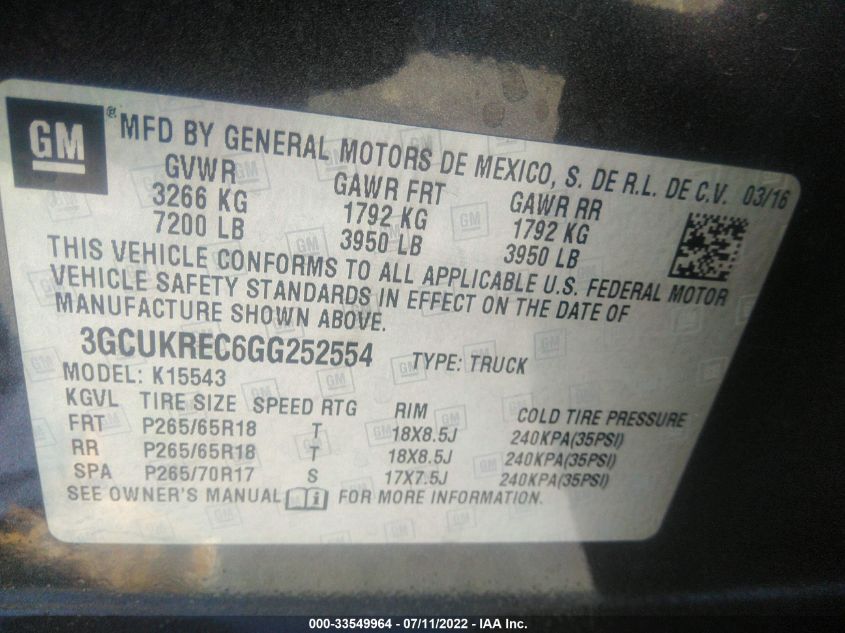 GM ® MFD BY GENERAL MOTORS DE MEXICO, S. DE R.L. DE C.V. 03/16
GVWR GAWR FRT GAWR RR
3266 KG 1792 KG 1792 KG
7200 LB 3950 LB 3950 LB
THIS VEHICLE CONFORMS TO ALL APPLICABLE U.S. FEDERAL MOTOR
VEHICLE SAFETY STANDARDS IN EFFECT ON THE DATE OF
MANUFACTURE SHOWN ABOVE.
3GCUKREC6GG252554 TYPE: TRUCK
MODEL: K15543
KGVL TIRE SIZE SPEED RTG RIM COLD TIRE PRESSURE
FRT P265/65R18 T 18X8.5J 240KPA(35PSI)
RR P265/65R18 T 18X8.5J 240KPA(35PSI)
SPA P265/70R17 S 17X7.5J 240KPA(35PSI)
SEE OWNER'S MANUAL i FOR MORE INFORMATION.
000-33549964 - 07/11/2022 - IAA Inc.